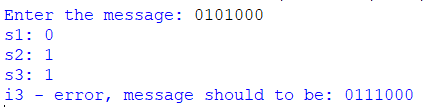 Enter the message: 0101000
s1: 0
s2: 1
s3: 1
i3 - error, message should to be: 0111000